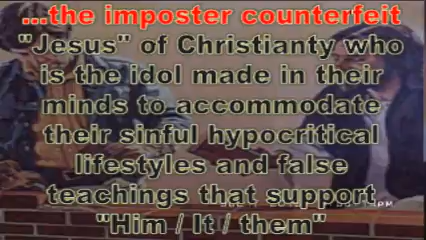 ...the imposter counterfeit
"Jesus" of Christianty who
is the idol made in their
minds to accommodate
their sinful hypocritical
lifestyles and false
teachings that support
"Him / It / them"